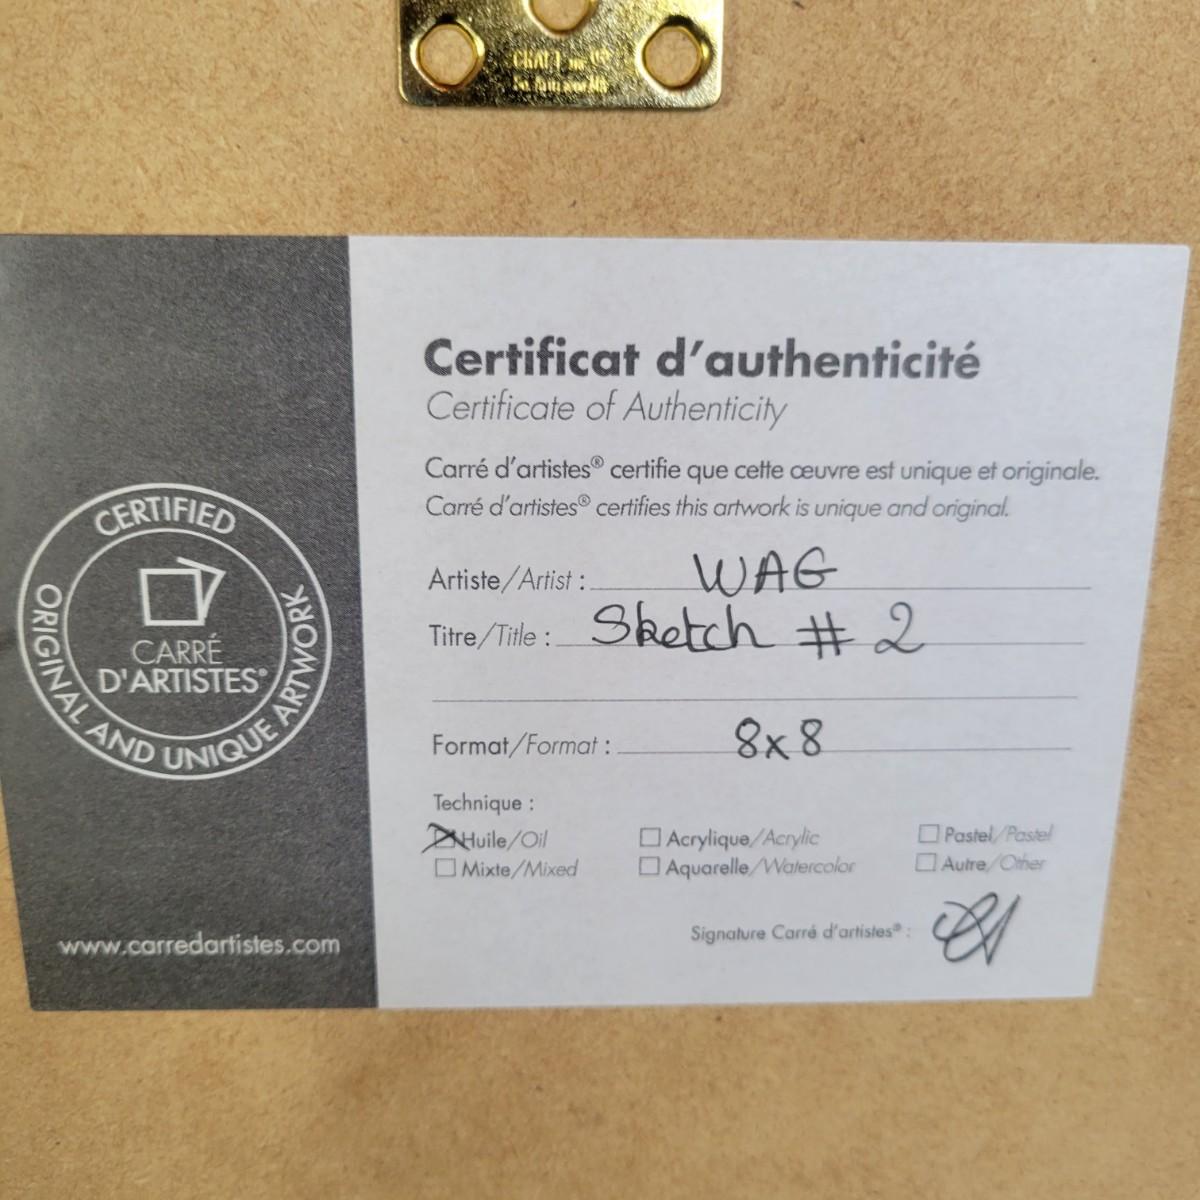 CERTIFIED
ORIGINAL AND UNIQUE ARTWORK
CARRÉ
D'ARTISTES®
www.carredartistes.com
Certificat d'authenticité
Certificate of Authenticity
Carré d'artistes® certifie que cette œuvre est unique et originale.
Carré d'artistes® certifies this artwork is unique and original.
Artiste/Artist : WAG
Titre/Title : Sketch # 2
Format/Format : 8x8
Technique :
Huile/Oil Acrylique/Acrylic Pastel/Pastel
Mixte/Mixed Aquarelle/Watercolor Autre/Other
Signature Carré d'artistes® :